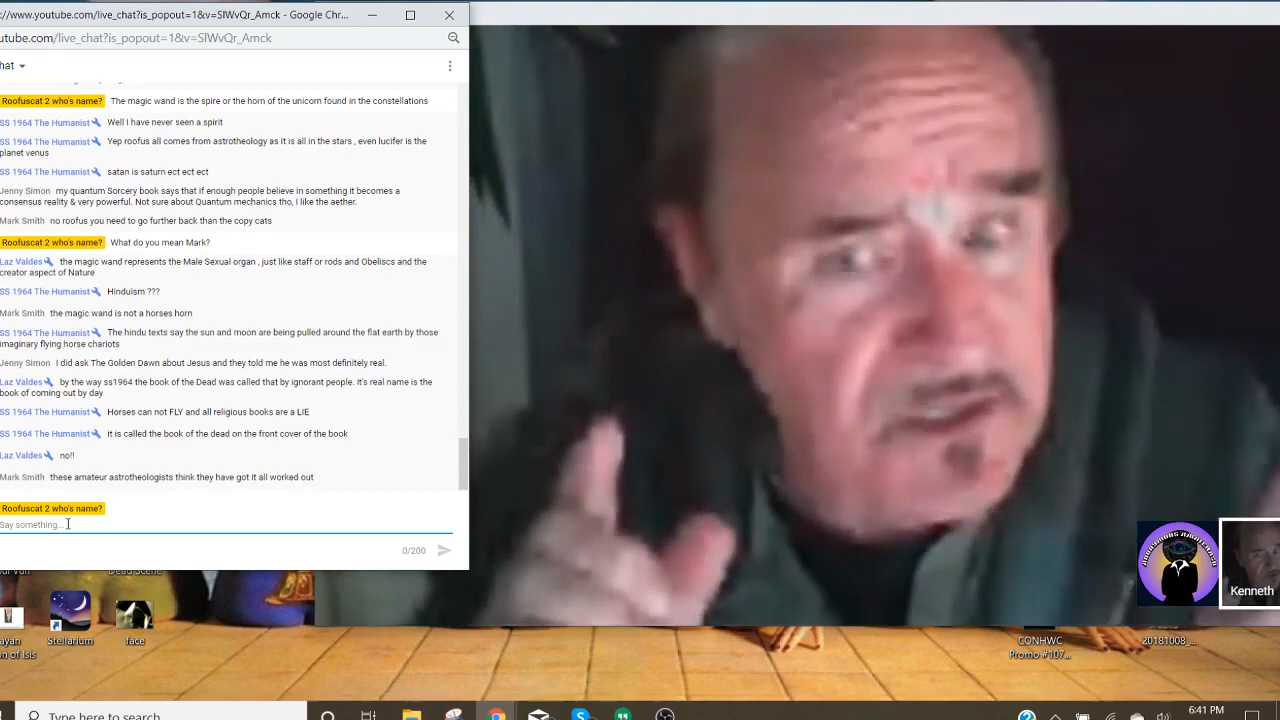 //www.youtube.com/live_chat?is_popout=1&v=SlWvQr_Amck - Google Chr...
utube.com/live_chat?is_popout=1&v=SlWvQr_Amck
hat
Roofuscat 2 who's name? The magic wand is the spire or the horn of the unicorn found in the constellations
SS 1964 The Humanist Well I have never seen a spirit
SS 1964 The Humanist Yep roofus all comes from astrotheology as it is all in the stars , even lucifer is the
planet venus
SS 1964 The Humanist satan is saturn ect ect ect
Jenny Simon my quantum Sorcery book says that if enough people believe in something it becomes a
consensus reality & very powerful. Not sure about Quantum mechanics tho, I like the aether.
Mark Smith no roofus you need to go further back than the copy cats
Roofuscat 2 who's name? What do you mean Mark?
Laz Valdes the magic wand represents the Male Sexual organ , just like staff or rods and Obeliscs and the
creator aspect of Nature
SS 1964 The Humanist Hinduism ???
Mark Smith the magic wand is not a horses horn
SS 1964 The Humanist The hindu texts say the sun and moon are being pulled around the flat earth by those
imaginary flying horse chariots
Jenny Simon I did ask The Golden Dawn about Jesus and they told me he was most definitely real.
Laz Valdes by the way ss1964 the book of the Dead was called that by ignorant people. it's real name is the
book of coming out by day
SS 1964 The Humanist Horses can not FLY and all religious books are a LIE
SS 1964 The Humanist it is called the book of the dead on the front cover of the book
Laz Valdes no!!
Mark Smith these amateur astrotheologists think they have got it all worked out
Roofuscat 2 who's name?
Say something...
0/200
Kenneth
Dead Scene
ayan
on of Isis
Stellarium
face
CONHWC
Promo #107...
20181008_...
Type here to search
6:41 PM